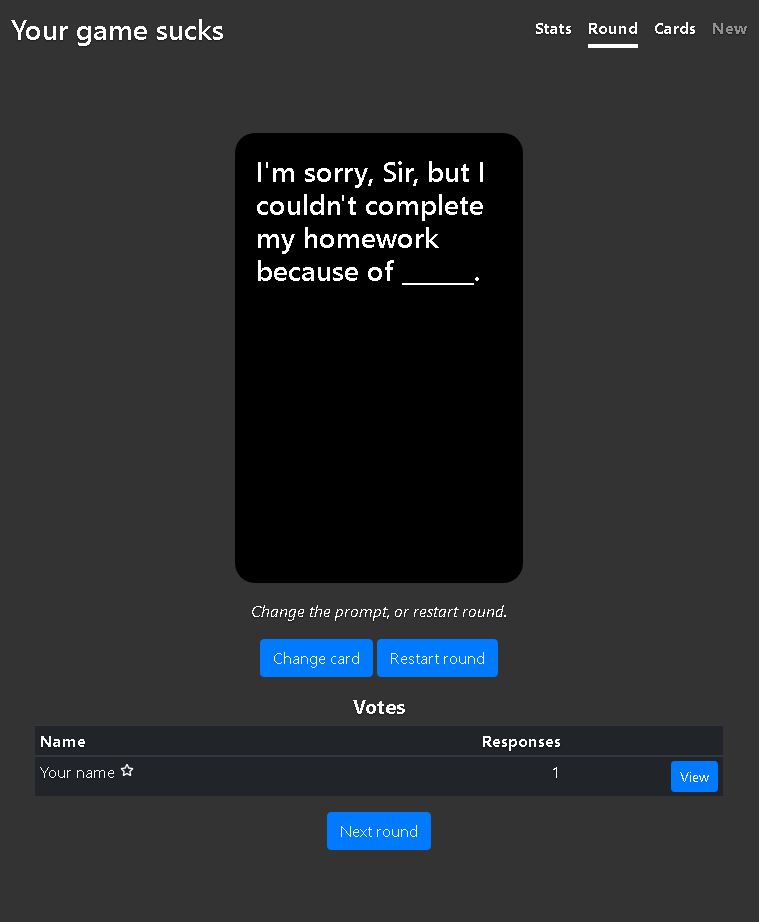 Your game sucks
Stats Round Cards New
I'm sorry, Sir, but I
couldn't complete
my homework
because of ______.
Change the prompt, or restart round.
Change card Restart round
Votes
Name Responses
Your name ☆ 1 View
Next round